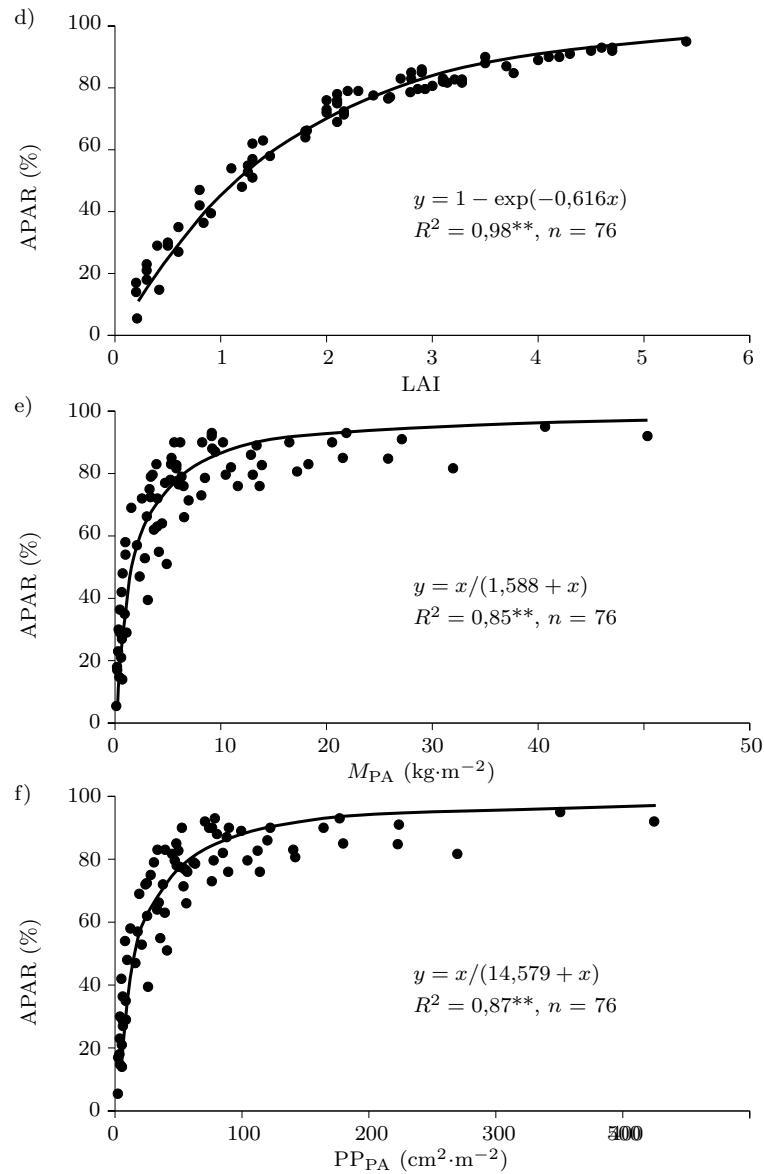 d)
100
80
60
40
20
0
APAR (%)
y = 1 − exp(−0,616x)
R² = 0,98**, n = 76
0 1 2 3 4 5 6
LAI
e)
100
80
60
40
20
0
APAR (%)
y = x/(1,588 + x)
R² = 0,85**, n = 76
0 10 20 30 40 50
M_PA (kg·m⁻²)
f)
100
80
60
40
20
0
APAR (%)
y = x/(14,579 + x)
R² = 0,87**, n = 76
0 100 200 300
PP_PA (cm²·m⁻²)